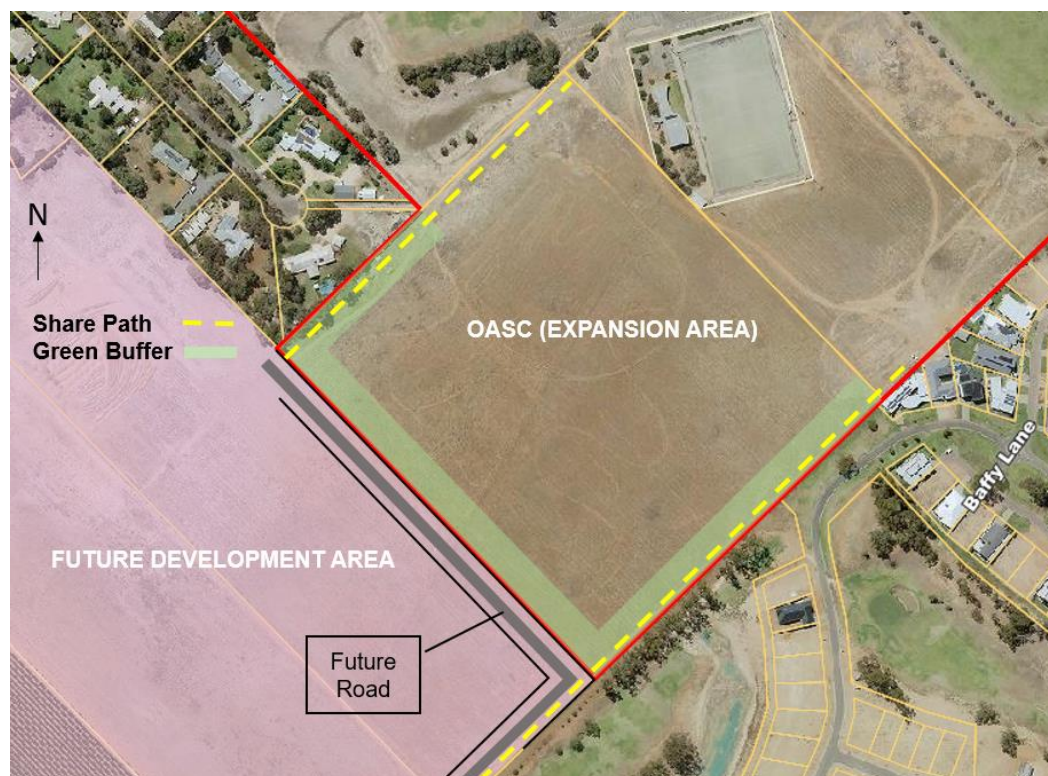 N
Share Path
Green Buffer
OASC (EXPANSION AREA)
Baffy Lane
FUTURE DEVELOPMENT AREA
Future
Road